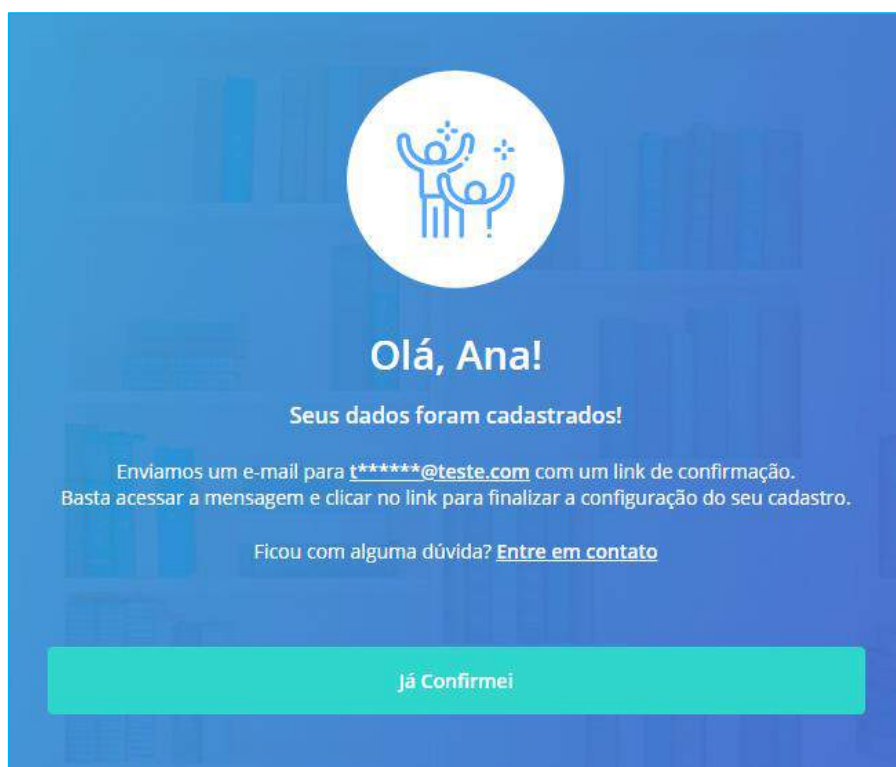 Olá, Ana!
Seus dados foram cadastrados!
Enviamos um e-mail para t******@teste.com com um link de confirmação.
Basta acessar a mensagem e clicar no link para finalizar a configuração do seu cadastro.
Ficou com alguma dúvida? Entre em contato
Já Confirmei